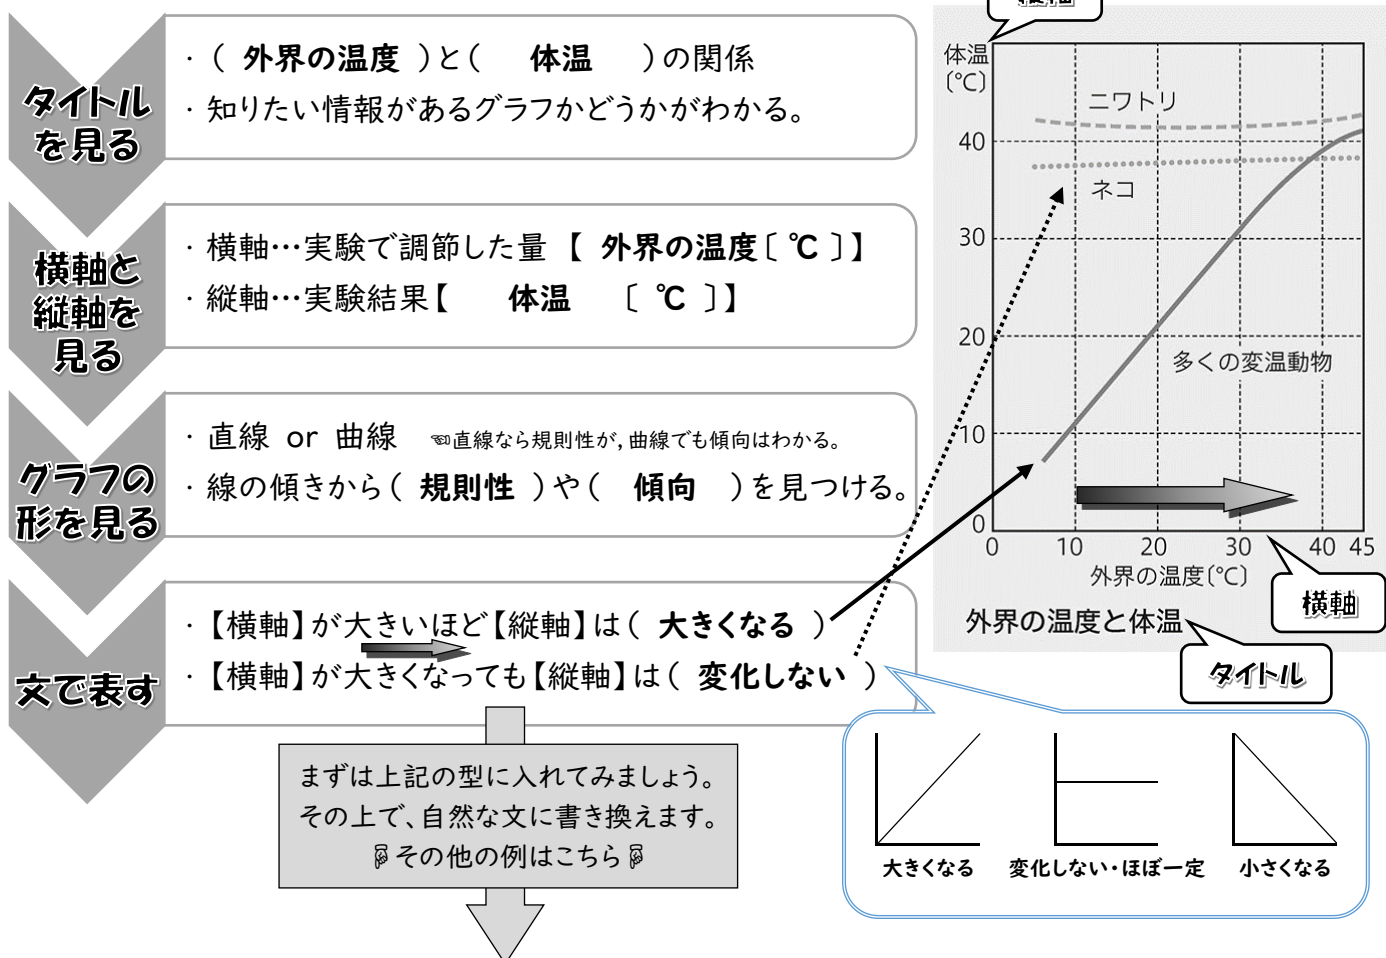 タイトル
を見る
・( 外界の温度 )と( 体温 )の関係
・知りたい情報があるグラフかどうかがわかる。
横軸と
縦軸を
見る
・横軸…実験で調節した量 【 外界の温度〔 ℃ 〕】
・縦軸…実験結果【 体温 〔 ℃ 〕】
グラフの
形を見る
・直線 or 曲線 ☜直線なら規則性が,曲線でも傾向はわかる。
・線の傾きから( 規則性 )や( 傾向 )を見つける。
文で表す
・【横軸】が大きいほど【縦軸】は( 大きくなる )
・【横軸】が大きくなっても【縦軸】は( 変化しない )
まずは上記の型に入れてみましょう。
その上で、自然な文に書き換えます。
☟その他の例はこちら☟
体温
〔℃〕
ニワトリ
40
ネコ
30
20
多くの変温動物
10
0
0 10 20 30 40 45
外界の温度〔℃〕
横軸
外界の温度と体温
タイトル
大きくなる 変化しない・ほぼ一定 小さくなる